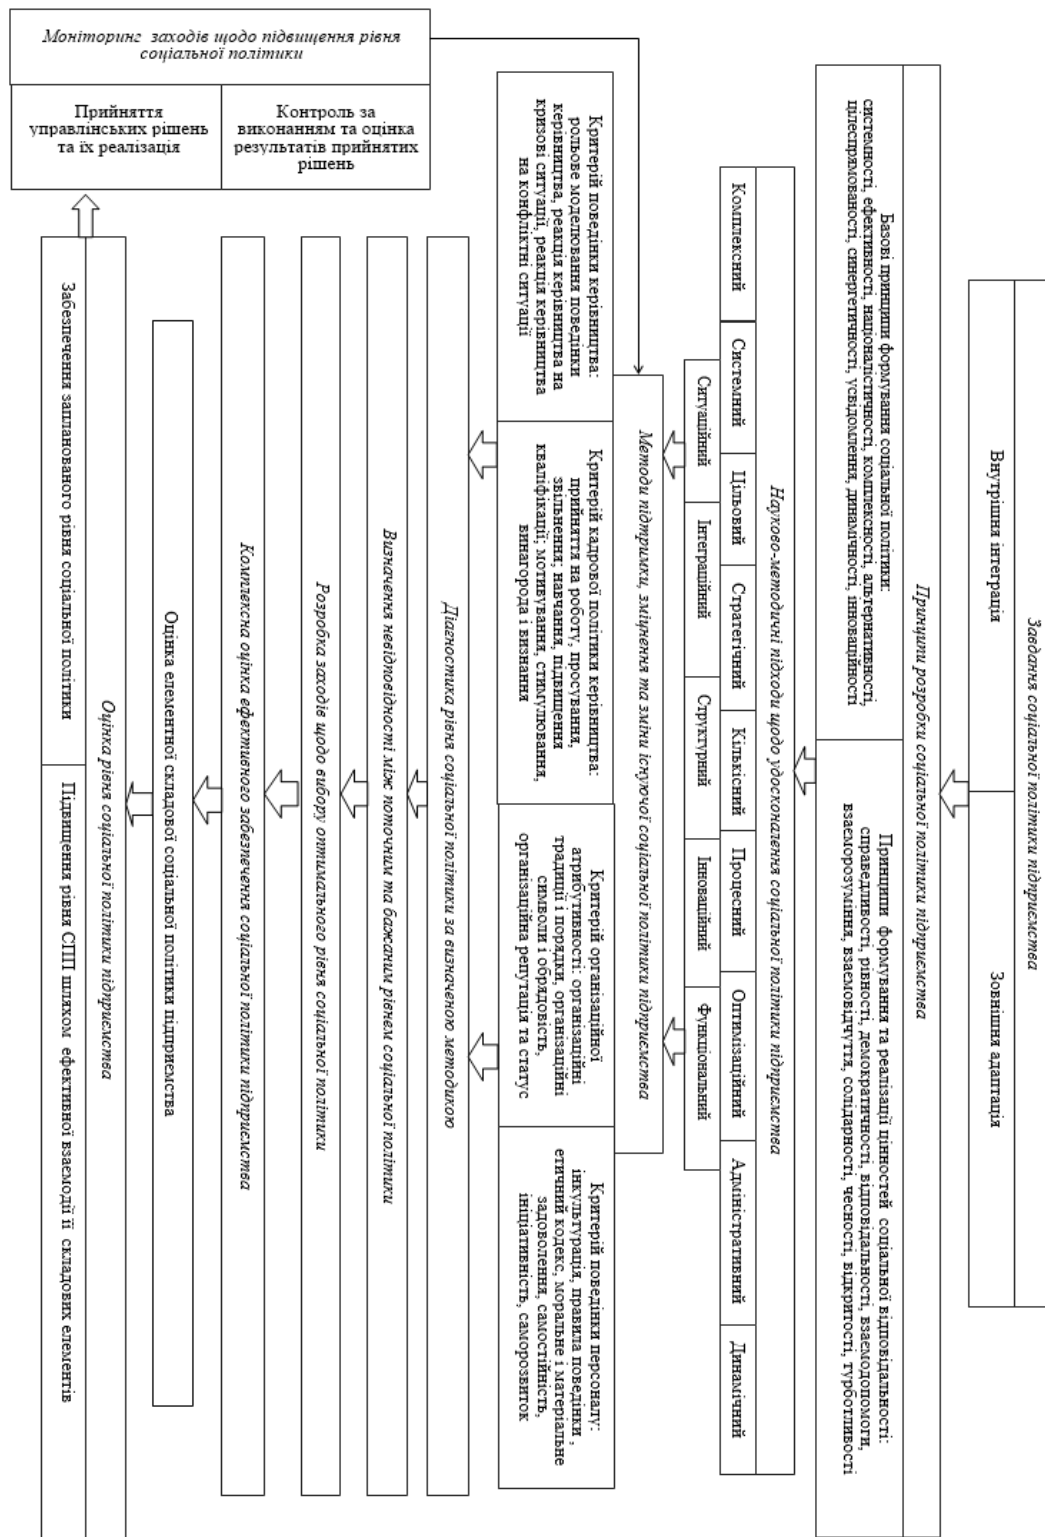 Завдання соціальної політики підприємства
Внутрішня інтеграція
Зовнішня адаптація
Принципи розробки соціальної політики підприємства
Базові принципи формування соціальної політики:
системності, ефективності, націоналістичності, комплексності, альтернативності,
цілеспрямованості, синергетичності, усвідомлення, динамічності, інноваційності
Принципи формування та реалізації цінностей соціальної відповідальності:
справедливості, рівності, демократичності, відповідальності, взаємодопомоги,
взаєморозуміння, взаємовідчуття, солідарності, чесності, відкритості, турботливості
Науково-методичні підходи щодо удосконалення соціальної політики підприємства
Комплексний
Системний
Цільовий
Стратегічний
Кількісний
Процесний
Оптимізаційний
Адміністративний
Динамічний
Ситуаційний
Інтеграційний
Структурний
Інноваційний
Функціональний
Методи підтримки, зміцнення та зміни існуючої соціальної політики підприємства
Критерій поведінки керівництва:
рольове моделювання поведінки
керівництва, реакція керівництва на
кризові ситуації, реакція керівництва
на конфліктні ситуації
Критерій кадрової політики керівництва:
прийняття на роботу, просування,
звільнення; навчання, підвищення
кваліфікації; мотивування, стимулювання,
винагорода і визнання
Критерій організаційної
атрибутивності: організаційні
традиції і порядки, організаційні
символи і обрядовість,
організаційна репутація та статус
Критерій поведінки персоналу:
інкультурація, правила поведінки,
етичний кодекс, моральне і матеріальне
задоволення, самостійність,
ініціативність, саморозвиток
Діагностика рівня соціальної політики за визначеною методикою
Визначення невідповідності між поточним та бажаним рівнем соціальної політики
Розробка заходів щодо вибору оптимального рівня соціальної політики
Комплексна оцінка ефективного забезпечення соціальної політики підприємства
Оцінка елементної складової соціальної політики підприємства
Оцінка рівня соціальної політики підприємства
Забезпечення запланованого рівня соціальної політики
Підвищення рівня СПП шляхом ефективної взаємодії її складових елементів
Моніторинг заходів щодо підвищення рівня
соціальної політики
Прийняття
управлінських рішень
та їх реалізація
Контроль за
виконанням та оцінка
результатів прийнятих
рішень